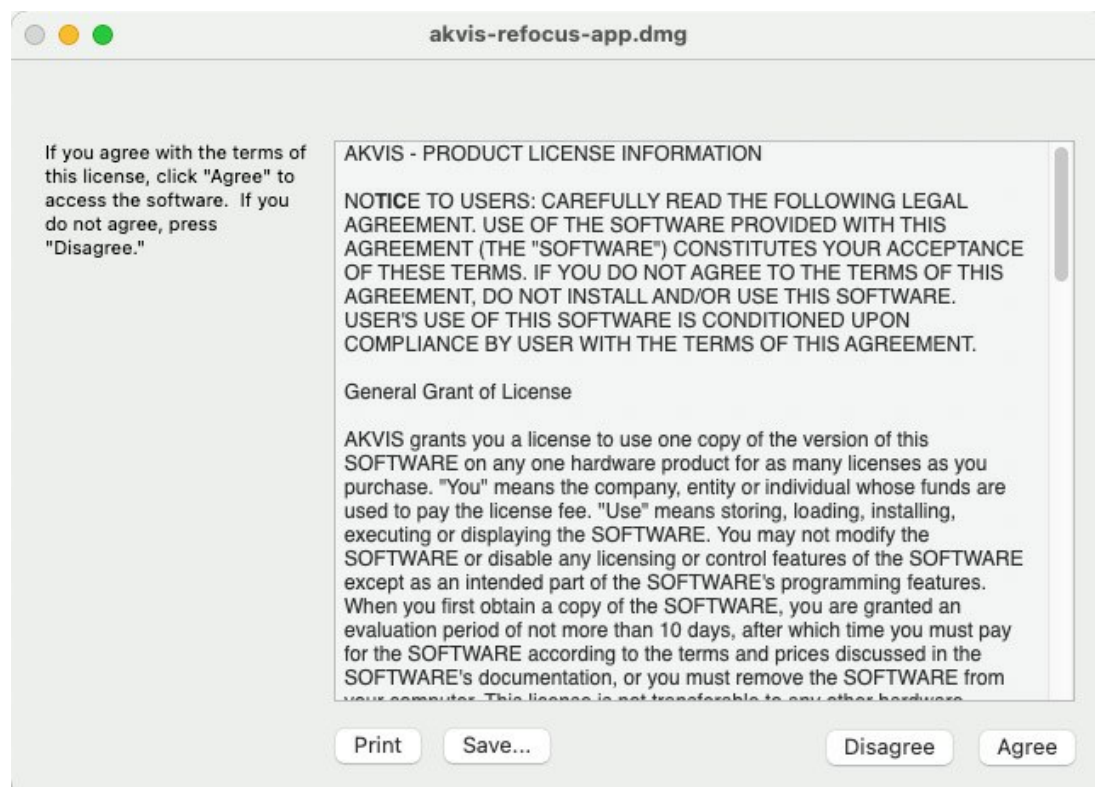 akvis-refocus-app.dmg
If you agree with the terms of
this license, click "Agree" to
access the software.  If you
do not agree, press
"Disagree."
AKVIS - PRODUCT LICENSE INFORMATION
NOTICE TO USERS: CAREFULLY READ THE FOLLOWING LEGAL
AGREEMENT. USE OF THE SOFTWARE PROVIDED WITH THIS
AGREEMENT (THE "SOFTWARE") CONSTITUTES YOUR ACCEPTANCE
OF THESE TERMS. IF YOU DO NOT AGREE TO THE TERMS OF THIS
AGREEMENT, DO NOT INSTALL AND/OR USE THIS SOFTWARE.
USER'S USE OF THIS SOFTWARE IS CONDITIONED UPON
COMPLIANCE BY USER WITH THE TERMS OF THIS AGREEMENT.
General Grant of License
AKVIS grants you a license to use one copy of the version of this
SOFTWARE on any one hardware product for as many licenses as you
purchase. "You" means the company, entity or individual whose funds are
used to pay the license fee. "Use" means storing, loading, installing,
executing or displaying the SOFTWARE. You may not modify the
SOFTWARE or disable any licensing or control features of the SOFTWARE
except as an intended part of the SOFTWARE's programming features.
When you first obtain a copy of the SOFTWARE, you are granted an
evaluation period of not more than 10 days, after which time you must pay
for the SOFTWARE according to the terms and prices discussed in the
SOFTWARE's documentation, or you must remove the SOFTWARE from
your computer. This license is not transferable to any other hardware
Print
Save...
Disagree
Agree